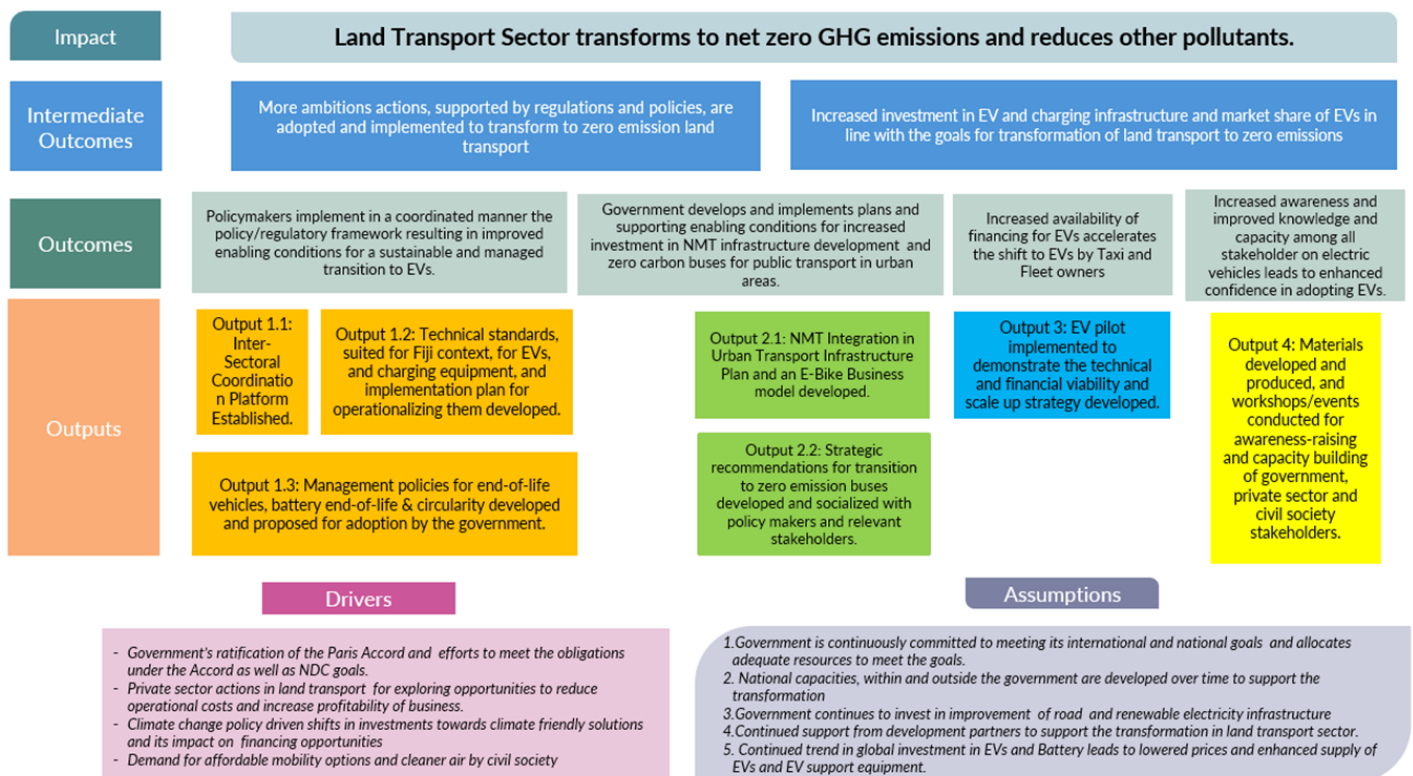 Impact
Land Transport Sector transforms to net zero GHG emissions and reduces other pollutants.
Intermediate
Outcomes
More ambitions actions, supported by regulations and policies, are
adopted and implemented to transform to zero emission land
transport
Increased investment in EV and charging infrastructure and market share of EVs in
line with the goals for transformation of land transport to zero emissions
Outcomes
Policymakers implement in a coordinated manner the
policy/regulatory framework resulting in improved
enabling conditions for a sustainable and managed
transition to EVs.
Government develops and implements plans and
supporting enabling conditions for increased
investment in NMT infrastructure development and
zero carbon buses for public transport in urban
areas.
Increased availability of
financing for EVs accelerates
the shift to EVs by Taxi and
Fleet owners
Increased awareness and
improved knowledge and
capacity among all
stakeholder on electric
vehicles leads to enhanced
confidence in adopting EVs.
Outputs
Output 1.1:
Inter-
Sectoral
Coordinatio
n Platform
Established.
Output 1.2: Technical standards,
suited for Fiji context, for EVs,
and charging equipment, and
implementation plan for
operationalizing them developed.
Output 1.3: Management policies for end-of-life
vehicles, battery end-of-life & circularity developed
and proposed for adoption by the government.
Output 2.1: NMT Integration in
Urban Transport Infrastructure
Plan and an E-Bike Business
model developed.
Output 2.2: Strategic
recommendations for transition
to zero emission buses
developed and socialized with
policy makers and relevant
stakeholders.
Output 3: EV pilot
implemented to
demonstrate the technical
and financial viability and
scale up strategy developed.
Output 4: Materials
developed and
produced, and
workshops/events
conducted for
awareness-raising
and capacity building
of government,
private sector and
civil society
stakeholders.
Drivers
- Government's ratification of the Paris Accord and efforts to meet the obligations
under the Accord as well as NDC goals.
- Private sector actions in land transport for exploring opportunities to reduce
operational costs and increase profitability of business.
- Climate change policy driven shifts in investments towards climate friendly solutions
and its impact on financing opportunities
- Demand for affordable mobility options and cleaner air by civil society
Assumptions
1.Government is continuously committed to meeting its international and national goals and allocates
adequate resources to meet the goals.
2. National capacities, within and outside the government are developed over time to support the
transformation
3.Government continues to invest in improvement of road and renewable electricity infrastructure
4.Continued support from development partners to support the transformation in land transport sector.
5. Continued trend in global investment in EVs and Battery leads to lowered prices and enhanced supply of
EVs and EV support equipment.